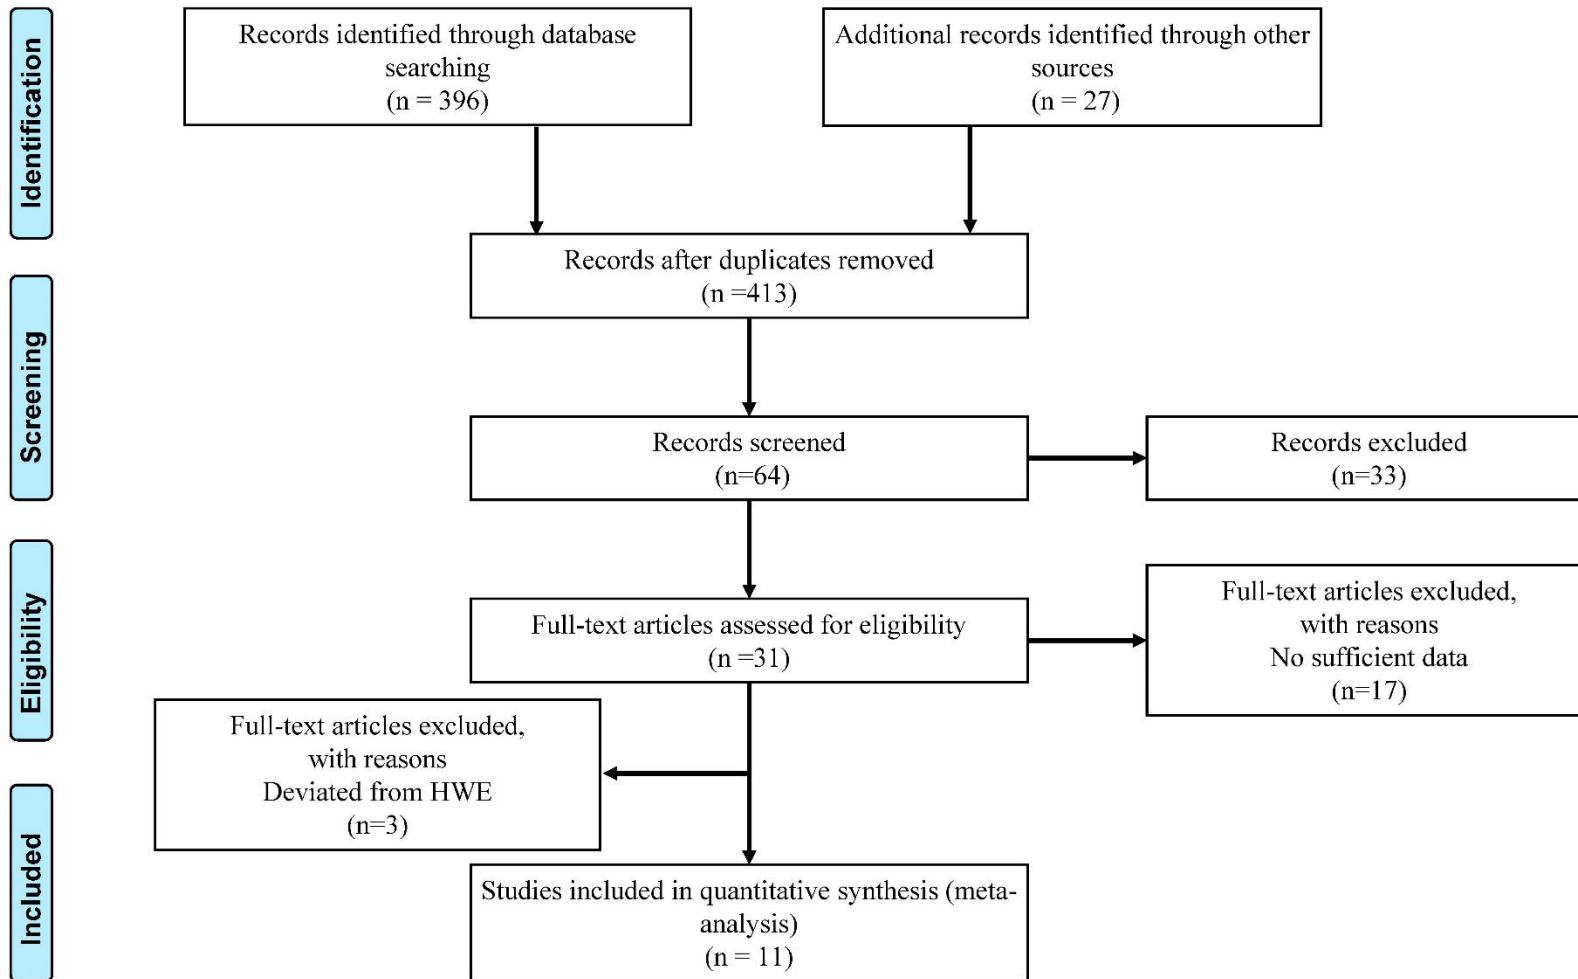 Identification
Records identified through database
searching
(n = 396)
Additional records identified through other
sources
(n = 27)
Records after duplicates removed
(n =413)
Screening
Records screened
(n=64)
Records excluded
(n=33)
Eligibility
Full-text articles assessed for eligibility
(n =31)
Full-text articles excluded,
with reasons
No sufficient data
(n=17)
Full-text articles excluded,
with reasons
Deviated from HWE
(n=3)
Included
Studies included in quantitative synthesis (meta-
analysis)
(n = 11)